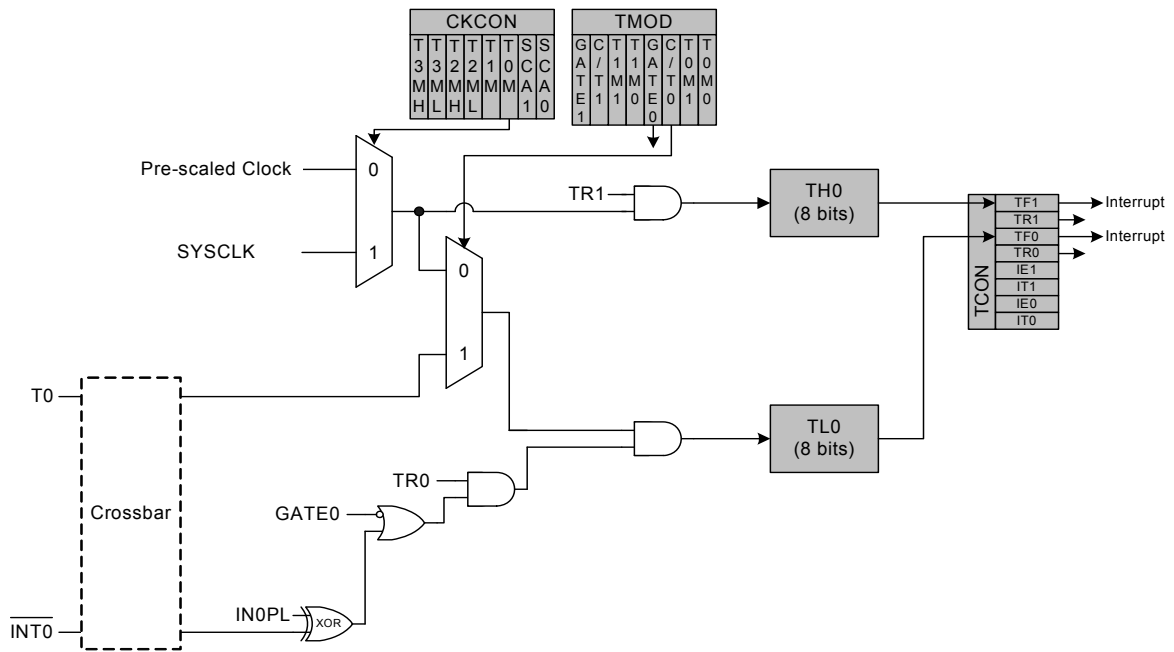 CKCON
T3MH T3ML T2MH T2ML T1M T0M SCA1 SCA0
TMOD
GATE1 C/T1 T1M1 T1M0 GATE0 C/T0 T0M1 T0M0
Pre-scaled Clock
0
SYSCLK
1
TR1
TH0
(8 bits)
TCON
TF1
Interrupt
TR1
TF0
Interrupt
TR0
IE1
IT1
IE0
IT0
0
1
T0
Crossbar
TL0
(8 bits)
TR0
GATE0
IN0PL
XOR
INT0